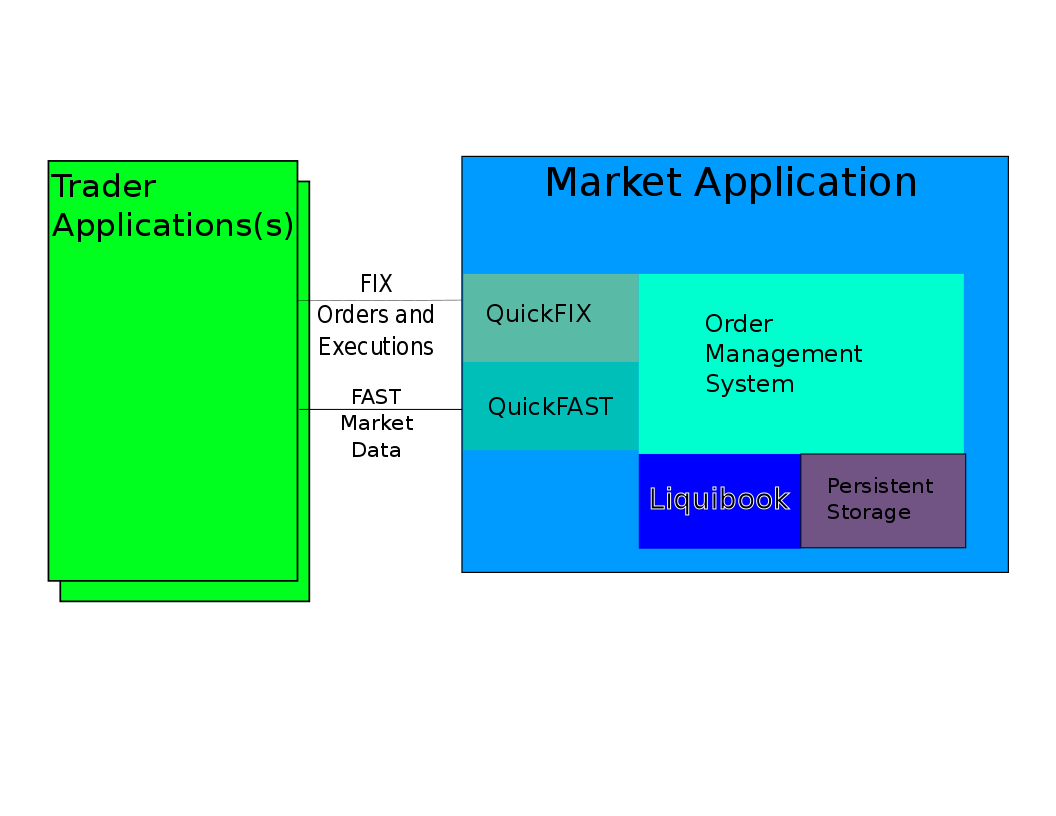 Trader
Applications(s)
FIX
Orders and
Executions
FAST
Market
Data
Market Application
QuickFIX
QuickFAST
Order
Management
System
Liquibook
Persistent
Storage